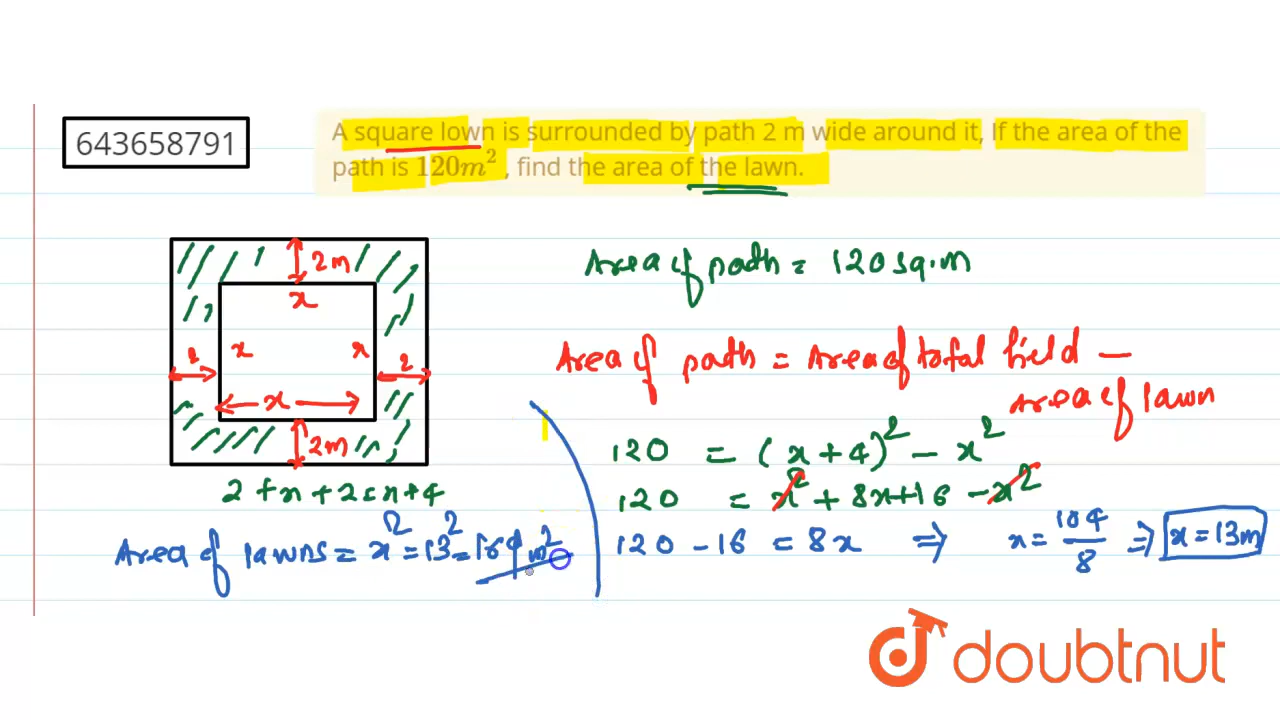 643658791
A square lown is surrounded by path 2 m wide around it, If the area of the
path is 120m², find the area of the lawn.
2m
x
2
x
x
2
x
2m
2+x+2=x+4
Area of lawns = x² = 13² = 169 m²
Area of path = 120 sq.m
Area of path = Area of total field –
Area of lawn
120 = (x+4)² – x²
120 = x² + 8x+16 – x²
120 – 16 = 8x ⇒ x = 104/8 ⇒ x = 13m
doubtnut